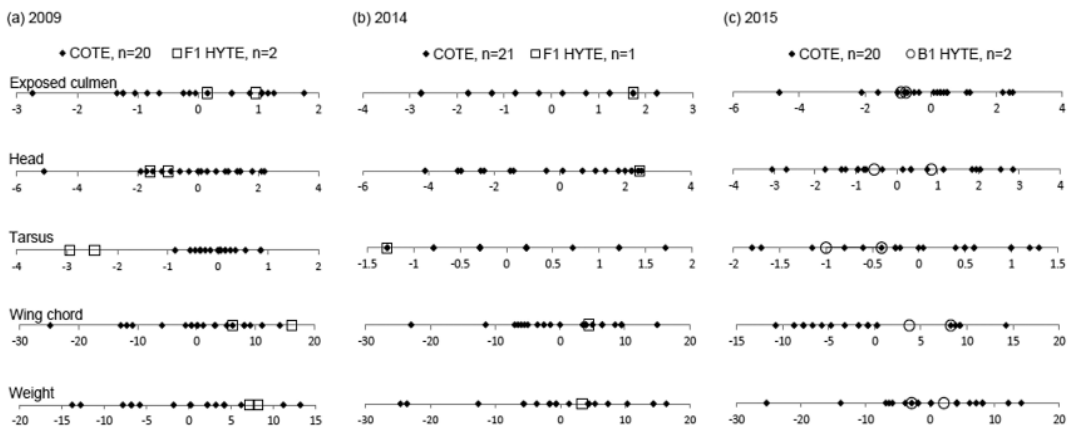 (a) 2009 (b) 2014 (c) 2015
◆ COTE, n=20 □ F1 HYTE, n=2 ◆ COTE, n=21 □ F1 HYTE, n=1 ◆ COTE, n=20 ○ B1 HYTE, n=2
Exposed culmen
-3 -2 -1 0 1 2 -4 -3 -2 -1 0 1 2 3 -6 -4 -2 0 2 4
Head
-6 -4 -2 0 2 4 -6 -4 -2 0 2 4 -4 -3 -2 -1 0 1 2 3 4
Tarsus
-4 -3 -2 -1 0 1 2 -1.5 -1 -0.5 0 0.5 1 1.5 2 -2 -1.5 -1 -0.5 0 0.5 1 1.5
Wing chord
-30 -20 -10 0 10 20 -30 -20 -10 0 10 20 -15 -10 -5 0 5 10 15 20
Weight
-20 -15 -10 -5 0 5 10 15 -30 -20 -10 0 10 20 -30 -20 -10 0 10 20